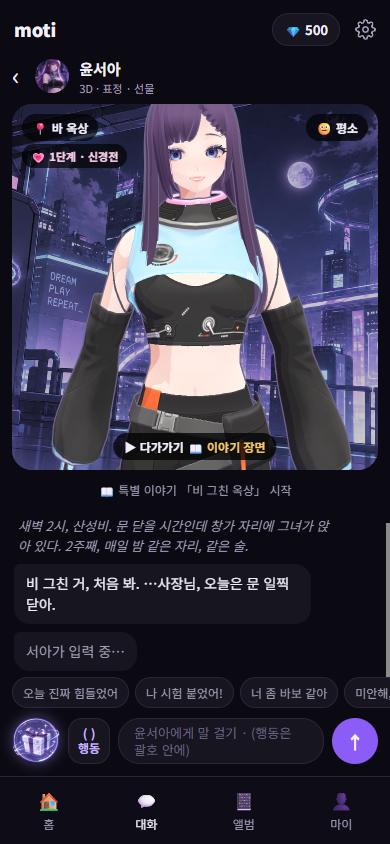 moti
500
윤서아
3D · 표정 · 선물
바 옥상
평소
1단계 · 신경전
DREAM
PLAY
REPEAT_
▶ 다가가기
이야기 장면
특별 이야기 「비 그친 옥상」 시작
새벽 2시, 산성비. 문 닫을 시간인데 창가 자리에 그녀가 앉
아 있다. 2주째, 매일 밤 같은 자리, 같은 술.
비 그친 거, 처음 봐. …사장님, 오늘은 문 일찍
닫아.
서아가 입력 중…
오늘 진짜 힘들었어
나 시험 붙었어!
너 좀 바보 같아
미안해,
( )
행동
윤서아에게 말 걸기 · (행동은
괄호 안에)
홈
대화
앨범
마이